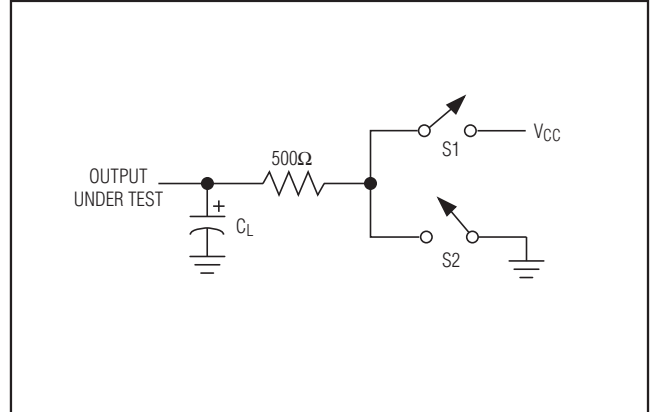 OUTPUT
UNDER TEST
500Ω
+
CL
S1
VCC
S2